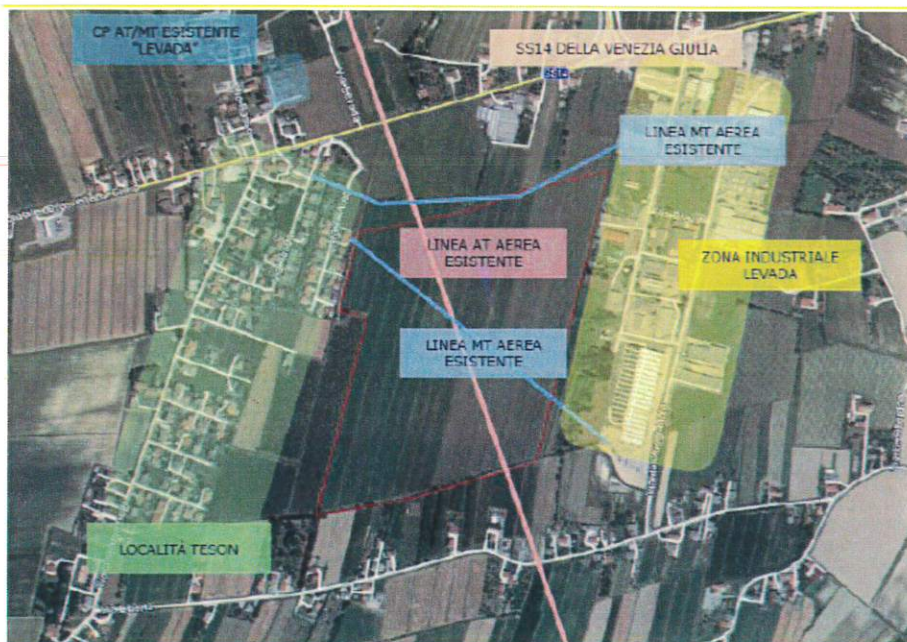 CP AT/MT ESISTENTE
"LEVADA"
SS14 DELLA VENEZIA GIULIA
LINEA MT AEREA
ESISTENTE
LINEA AT AEREA
ESISTENTE
ZONA INDUSTRIALE
LEVADA
LINEA MT AEREA
ESISTENTE
LOCALITÀ TESON